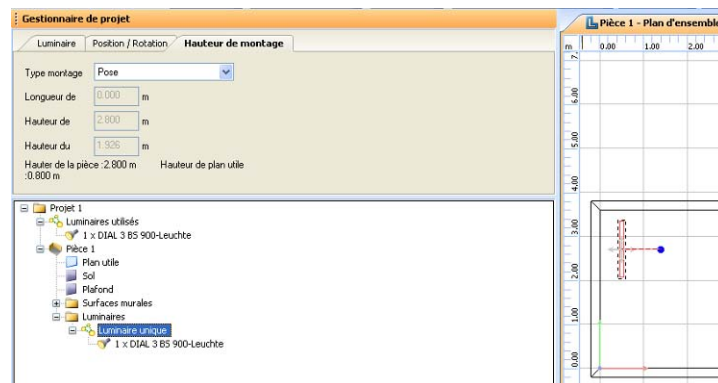 Gestionnaire de projet
Luminaire Position / Rotation Hauteur de montage
Type montage Pose
Longueur de 0.000 m
Hauteur de 2.800 m
Hauteur du 1.926 m
Hauter de la pièce :2.800 m Hauteur de plan utile
:0.800 m
Projet 1
Luminaires utilisés
1 x DIAL 3 BS 900-Leuchte
Pièce 1
Plan utile
Sol
Plafond
Surfaces murales
Luminaires
Luminaire unique
1 x DIAL 3 BS 900-Leuchte
Pièce 1 - Plan d'ensemble
m 0.00 1.00 2.00
6.00
5.00
4.00
3.00
2.00
1.00
0.00